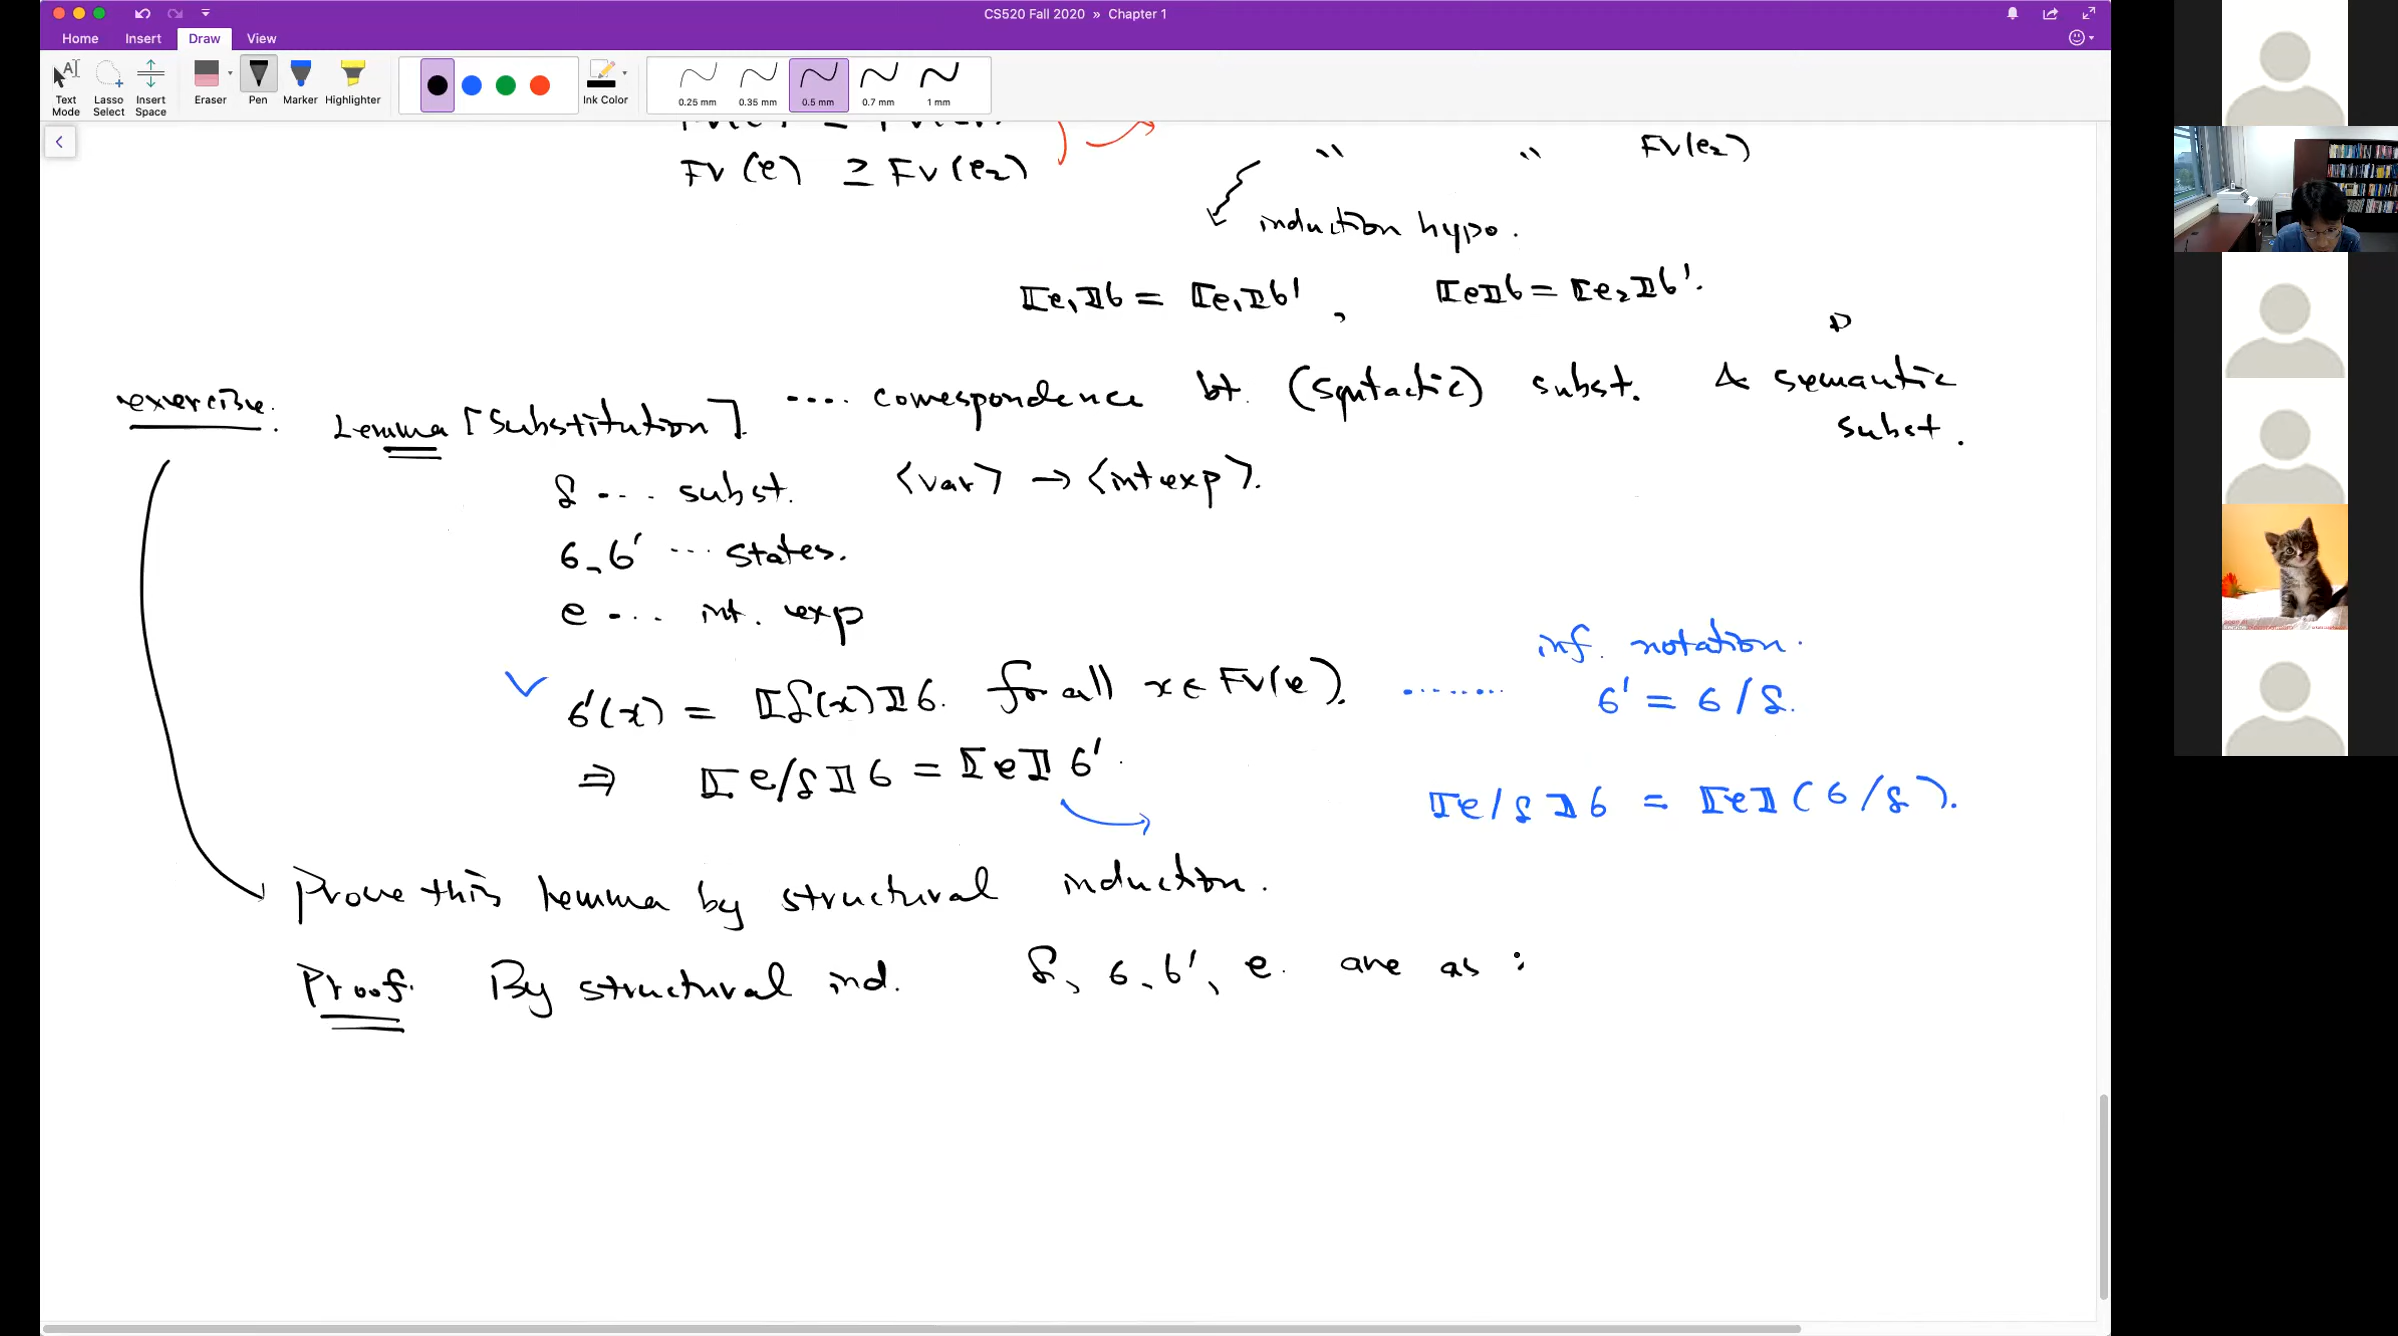 CS520 Fall 2020 » Chapter 1
Home Insert Draw View
Text Mode
Lasso Select
Insert Space
Eraser
Pen
Marker
Highlighter
Ink Color
0.25 mm
0.35 mm
0.5 mm
0.7 mm
1 mm
FV(e) ⊇ FV(e₂)
" " FV(e₂)
induction hypo.
⟦e₁⟧σ = ⟦e₁⟧σ' , ⟦e⟧σ = ⟦e₂⟧σ'.
exercise. Lemma [Substitution]. .... correspondence bt. (syntactic) subst. & semantic subst.
δ ... subst. <var> → <intexp>.
σ, σ' ... states.
e ... int. exp
σ'(x) = ⟦δ(x)⟧σ. for all x ∈ FV(e). ........ inf. notation. σ' = σ/δ.
⇒ ⟦e/δ⟧σ = ⟦e⟧σ'. ⟦e/δ⟧σ = ⟦e⟧(σ/δ).
Prove this lemma by structural induction.
Proof. By structural ind. δ, σ, σ', e. are as